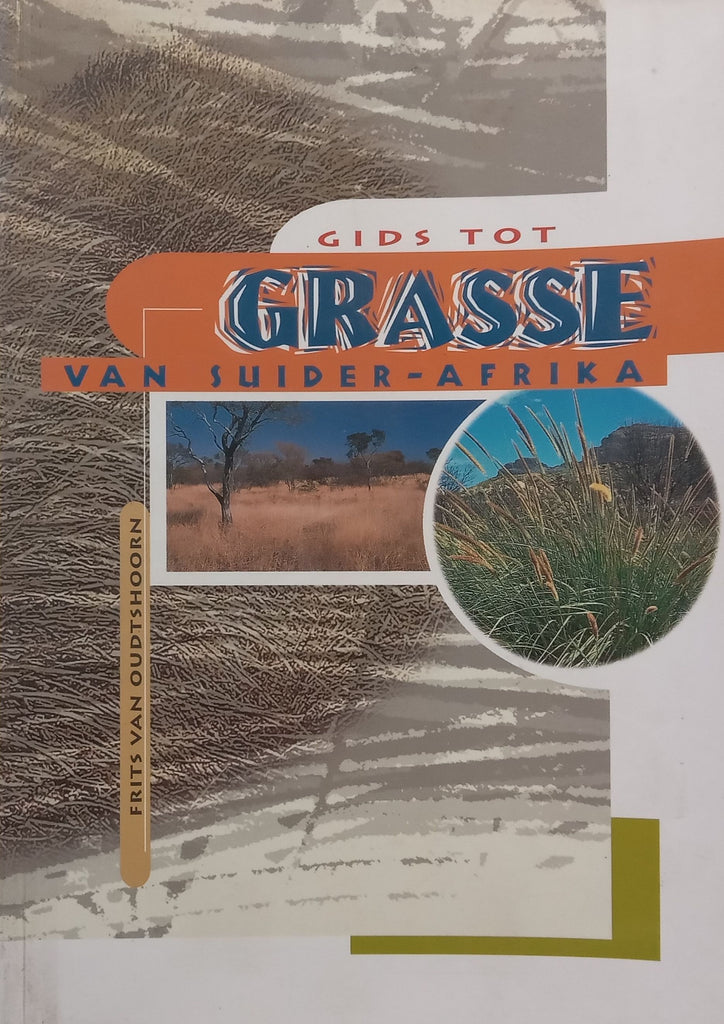 GIDS TOT
GRASSE
VAN SUIDER-AFRIKA
FRITS VAN OUDTSHOORN